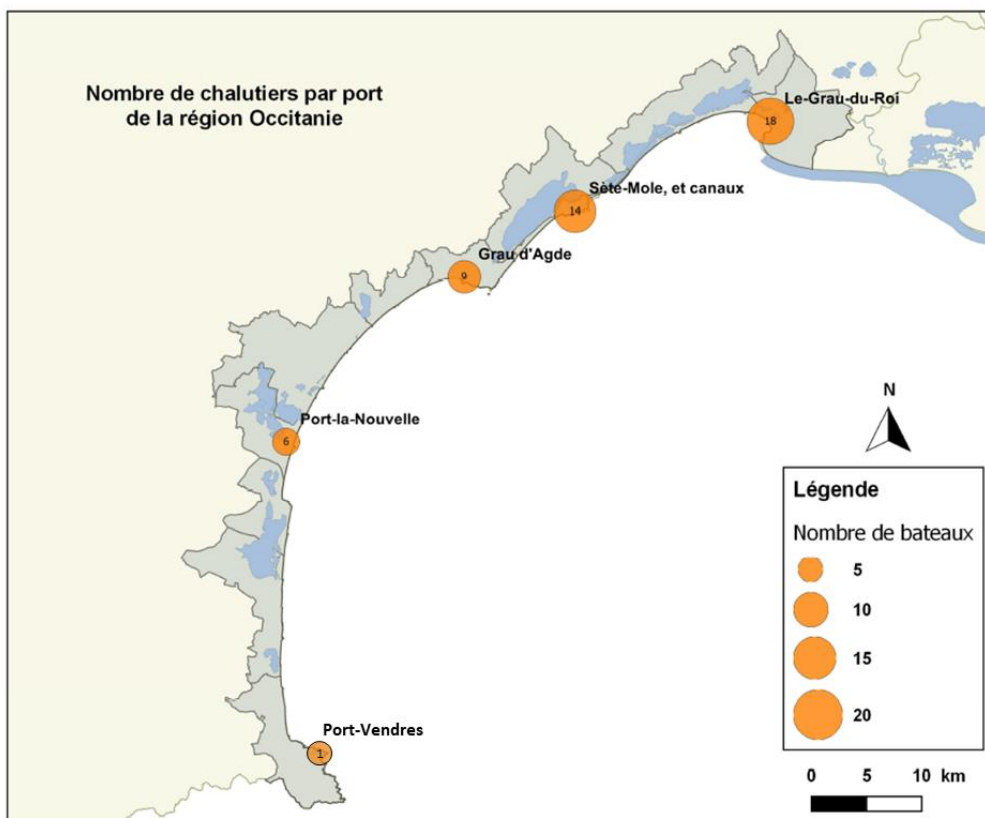 Nombre de chalutiers par port
de la région Occitanie
Le-Grau-du-Roi
18
Sète-Mole, et canaux
14
Grau d'Agde
9
Port-la-Nouvelle
6
Port-Vendres
1
N
Légende
Nombre de bateaux
5
10
15
20
0 5 10 km